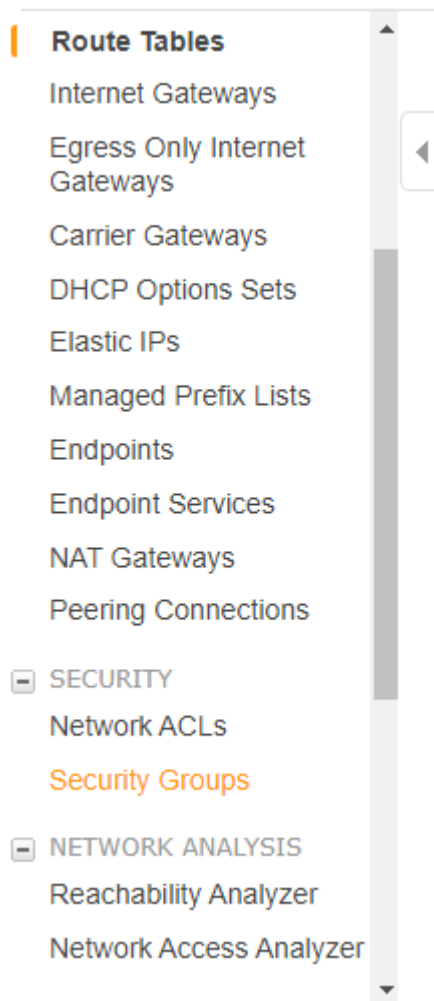 Route Tables
Internet Gateways
Egress Only Internet
Gateways
Carrier Gateways
DHCP Options Sets
Elastic IPs
Managed Prefix Lists
Endpoints
Endpoint Services
NAT Gateways
Peering Connections
SECURITY
Network ACLs
Security Groups
NETWORK ANALYSIS
Reachability Analyzer
Network Access Analyzer